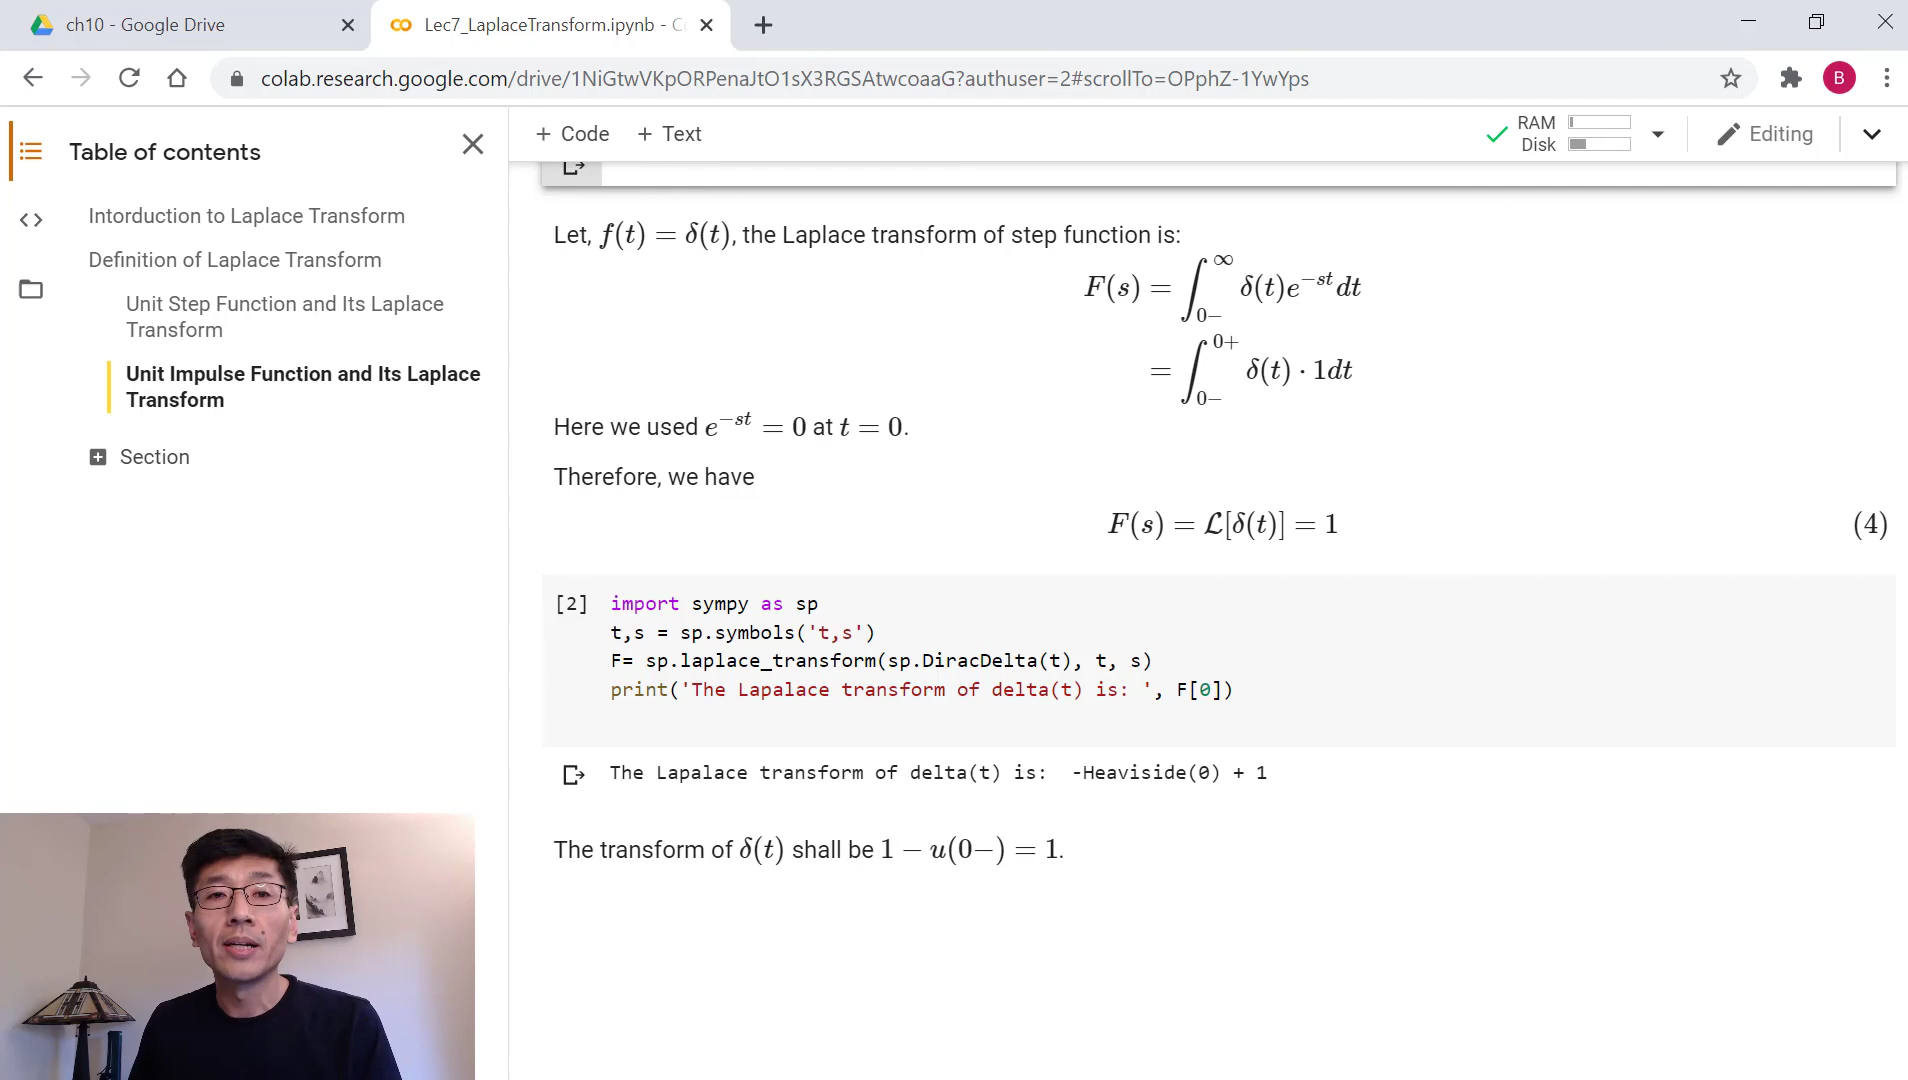 ch10 - Google Drive
Lec7_LaplaceTransform.ipynb - C
colab.research.google.com/drive/1NiGtwVKpORPenaJtO1sX3RGSAtwcoaaG?authuser=2#scrollTo=OPphZ-1YwYps
B
Table of contents
Intorduction to Laplace Transform
Definition of Laplace Transform
Unit Step Function and Its Laplace
Transform
Unit Impulse Function and Its Laplace
Transform
Section
+ Code + Text
RAM
Disk
Editing
Let, f(t) = δ(t), the Laplace transform of step function is:
F(s) = ∫_{0−}^{∞} δ(t)e^{−st}dt
= ∫_{0−}^{0+} δ(t) · 1dt
Here we used e^{−st} = 0 at t = 0.
Therefore, we have
F(s) = ℒ[δ(t)] = 1 (4)
[2] import sympy as sp
t,s = sp.symbols('t,s')
F= sp.laplace_transform(sp.DiracDelta(t), t, s)
print('The Lapalace transform of delta(t) is: ', F[0])
The Lapalace transform of delta(t) is:  -Heaviside(0) + 1
The transform of δ(t) shall be 1 − u(0−) = 1.